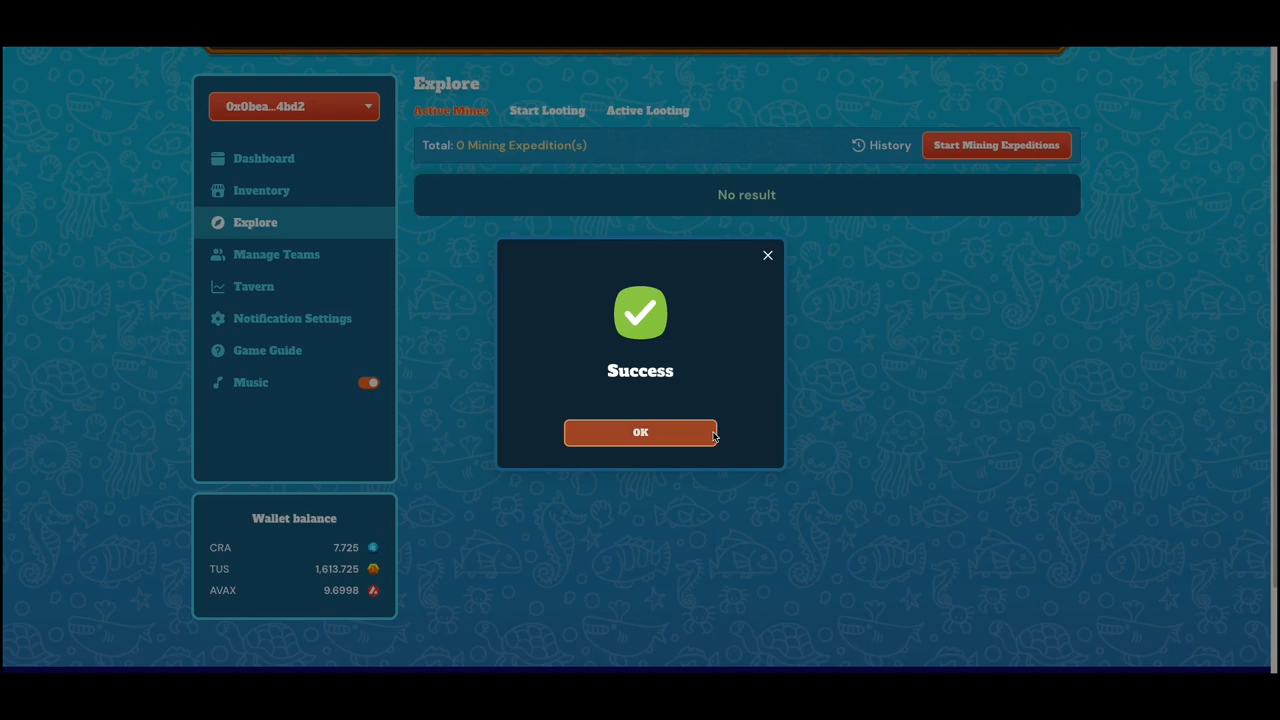 0x0bea...4bd2
Dashboard
Inventory
Explore
Manage Teams
Tavern
Notification Settings
Game Guide
Music
Wallet balance
CRA 7.725
TUS 1,613.725
AVAX 9.6998
Explore
Active Mines Start Looting Active Looting
Total: 0 Mining Expedition(s) History Start Mining Expeditions
No result
Success
OK